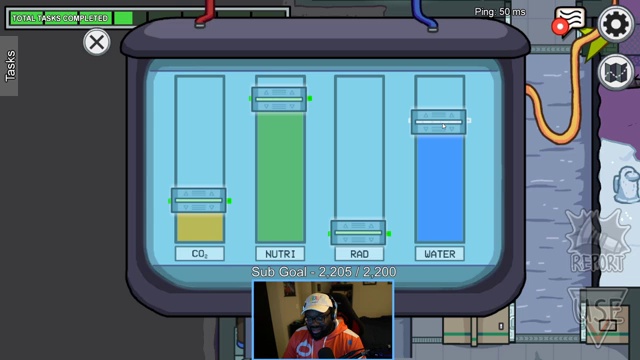 TOTAL TASKS COMPLETED
Ping: 50 ms
Tasks
CO₂
NUTRI
RAD
WATER
Sub Goal - 2,205 / 2,200
REPORT
USE